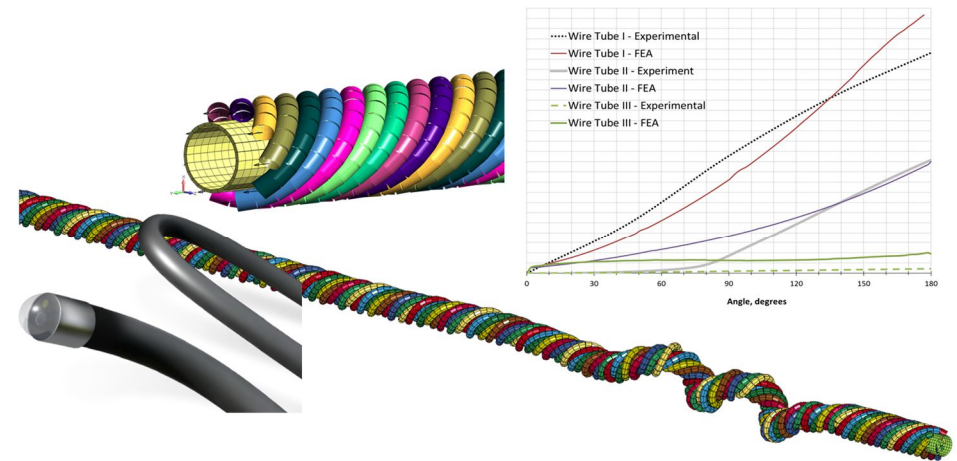 Wire Tube I - Experimental
Wire Tube I - FEA
Wire Tube II - Experiment
Wire Tube II - FEA
Wire Tube III - Experimental
Wire Tube III - FEA
0 30 60 90 120 150 180
Angle, degrees